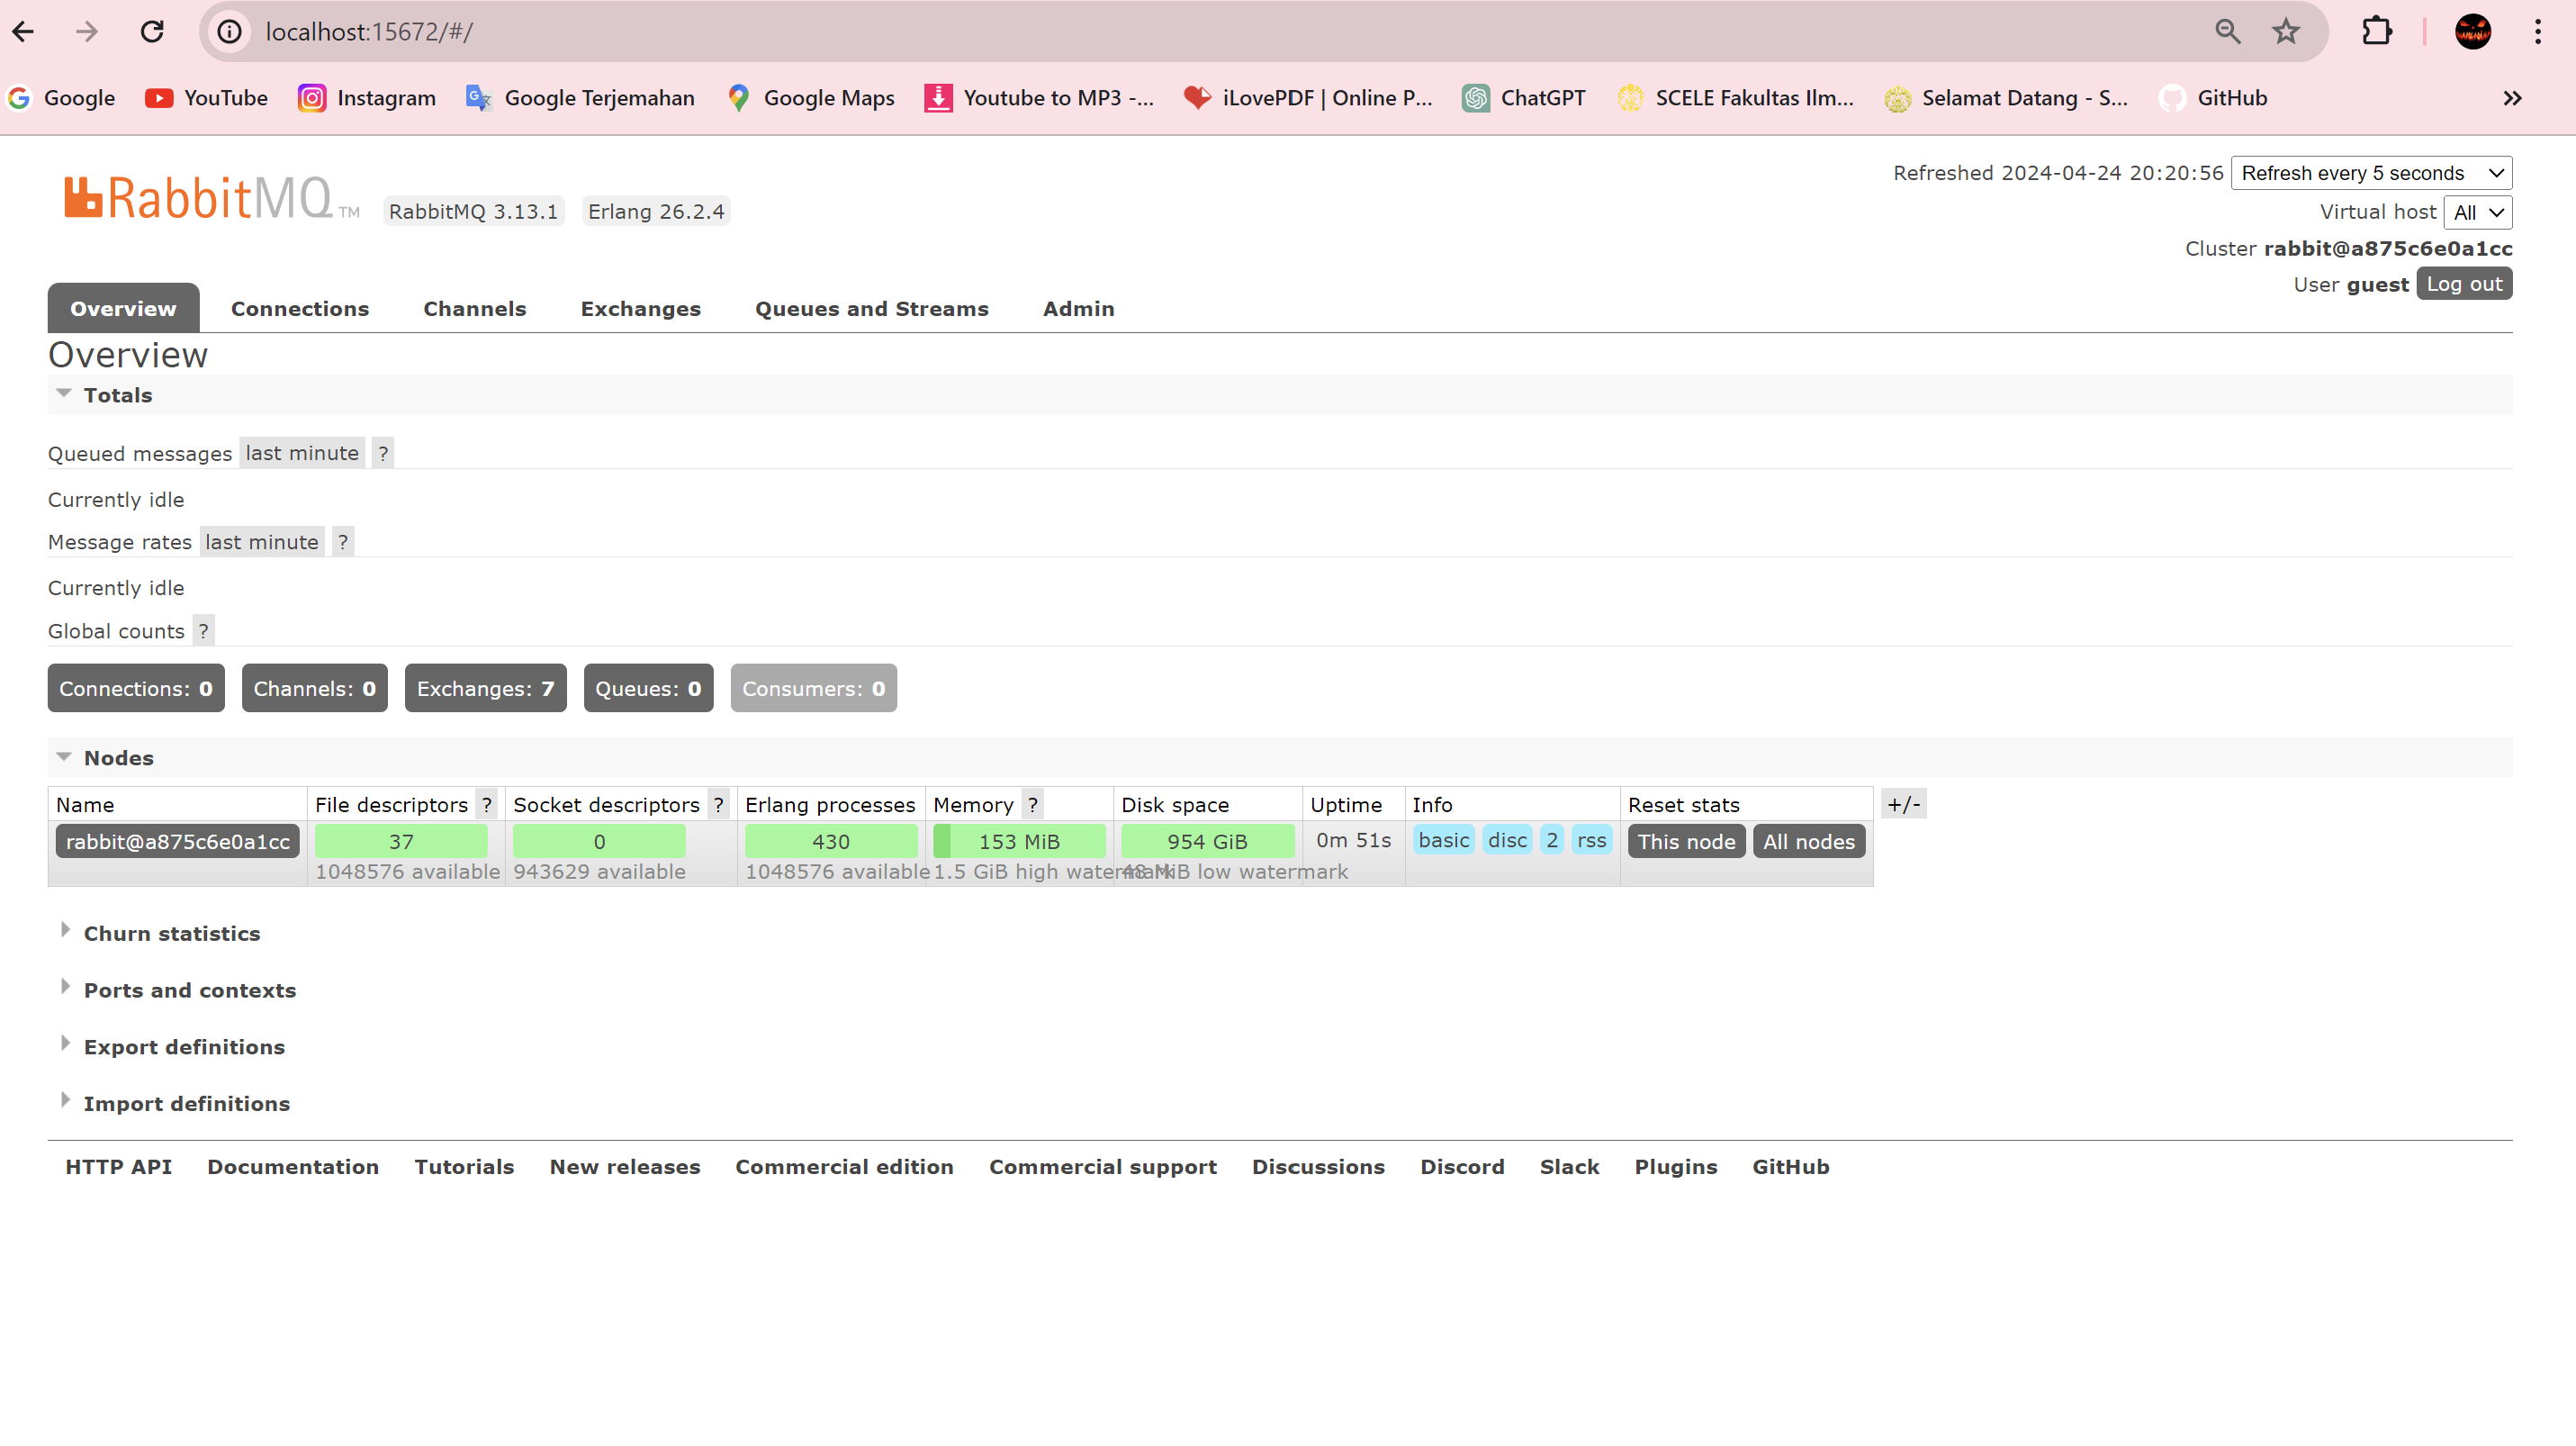 localhost:15672/#/
Google YouTube Instagram Google Terjemahan Google Maps Youtube to MP3 -... iLovePDF | Online P... ChatGPT SCELE Fakultas Ilm... Selamat Datang - S... GitHub
RabbitMQ TM RabbitMQ 3.13.1 Erlang 26.2.4
Refreshed 2024-04-24 20:20:56 Refresh every 5 seconds
Virtual host All
Cluster rabbit@a875c6e0a1cc
User guest Log out
Overview Connections Channels Exchanges Queues and Streams Admin
Overview
Totals
Queued messages last minute ?
Currently idle
Message rates last minute ?
Currently idle
Global counts ?
Connections: 0 Channels: 0 Exchanges: 7 Queues: 0 Consumers: 0
Nodes
Name File descriptors ? Socket descriptors ? Erlang processes Memory ? Disk space Uptime Info Reset stats +/-
rabbit@a875c6e0a1cc 37 0 430 153 MiB 954 GiB 0m 51s basic disc 2 rss This node All nodes
1048576 available 943629 available 1048576 available 1.5 GiB high watermark 48 MiB low watermark
Churn statistics
Ports and contexts
Export definitions
Import definitions
HTTP API Documentation Tutorials New releases Commercial edition Commercial support Discussions Discord Slack Plugins GitHub